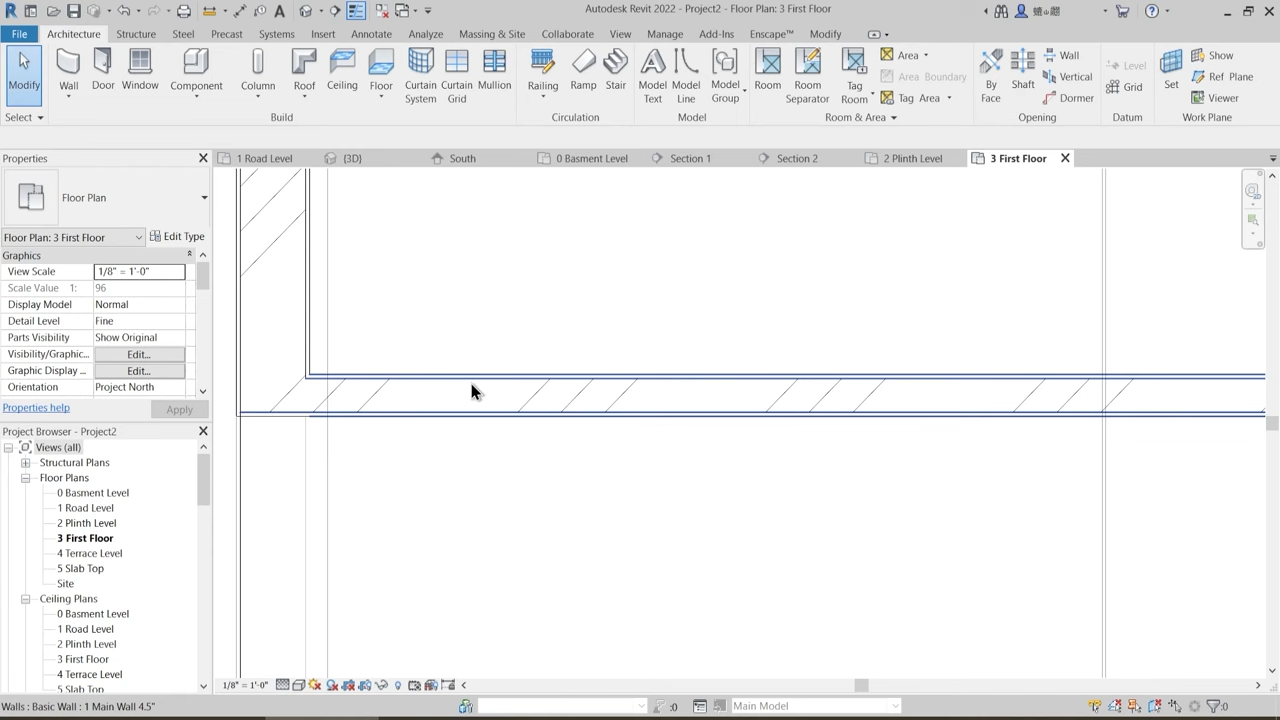 Autodesk Revit 2022 - Project2 - Floor Plan: 3 First Floor
File Architecture Structure Steel Precast Systems Insert Annotate Analyze Massing & Site Collaborate View Manage Add-Ins Enscape™ Modify
Modify Wall Door Window Component Column Roof Ceiling Floor Curtain System Curtain Grid Mullion Railing Ramp Stair Model Text Model Line Model Group Room Room Separator Tag Room Area Area Boundary Tag Area By Face Shaft Wall Vertical Dormer Level Grid Set Show Ref Plane Viewer
Select Build Circulation Model Room & Area Opening Datum Work Plane
Properties
1 Road Level {3D} South 0 Basment Level Section 1 Section 2 2 Plinth Level 3 First Floor
Floor Plan
Floor Plan: 3 First Floor Edit Type
Graphics
View Scale 1/8" = 1'-0"
Scale Value 1: 96
Display Model Normal
Detail Level Fine
Parts Visibility Show Original
Visibility/Graphic... Edit...
Graphic Display ... Edit...
Orientation Project North
Properties help Apply
Project Browser - Project2
Views (all)
Structural Plans
Floor Plans
0 Basment Level
1 Road Level
2 Plinth Level
3 First Floor
4 Terrace Level
5 Slab Top
Site
Ceiling Plans
0 Basment Level
1 Road Level
2 Plinth Level
3 First Floor
4 Terrace Level
5 Slab Top
1/8" = 1'-0"
Walls : Basic Wall : 1 Main Wall 4.5" :0 Main Model :0